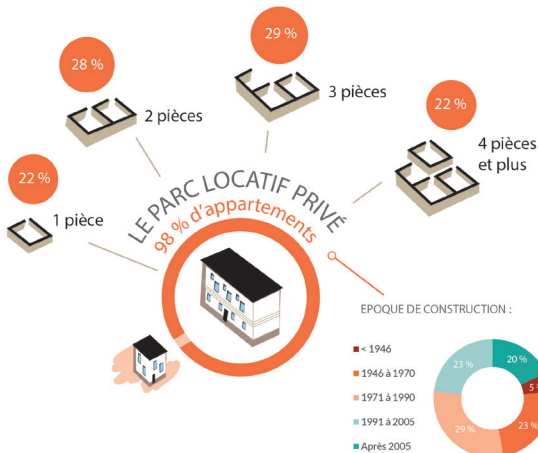 29 %
28 %
3 pièces
22 %
2 pièces
4 pièces
et plus
22 %
1 pièce
LE PARC LOCATIF PRIVÉ
98 % d'appartements
EPOQUE DE CONSTRUCTION :
< 1946
1946 à 1970
1971 à 1990
1991 à 2005
Après 2005
20 %
5 %
23 %
29 %
23 %